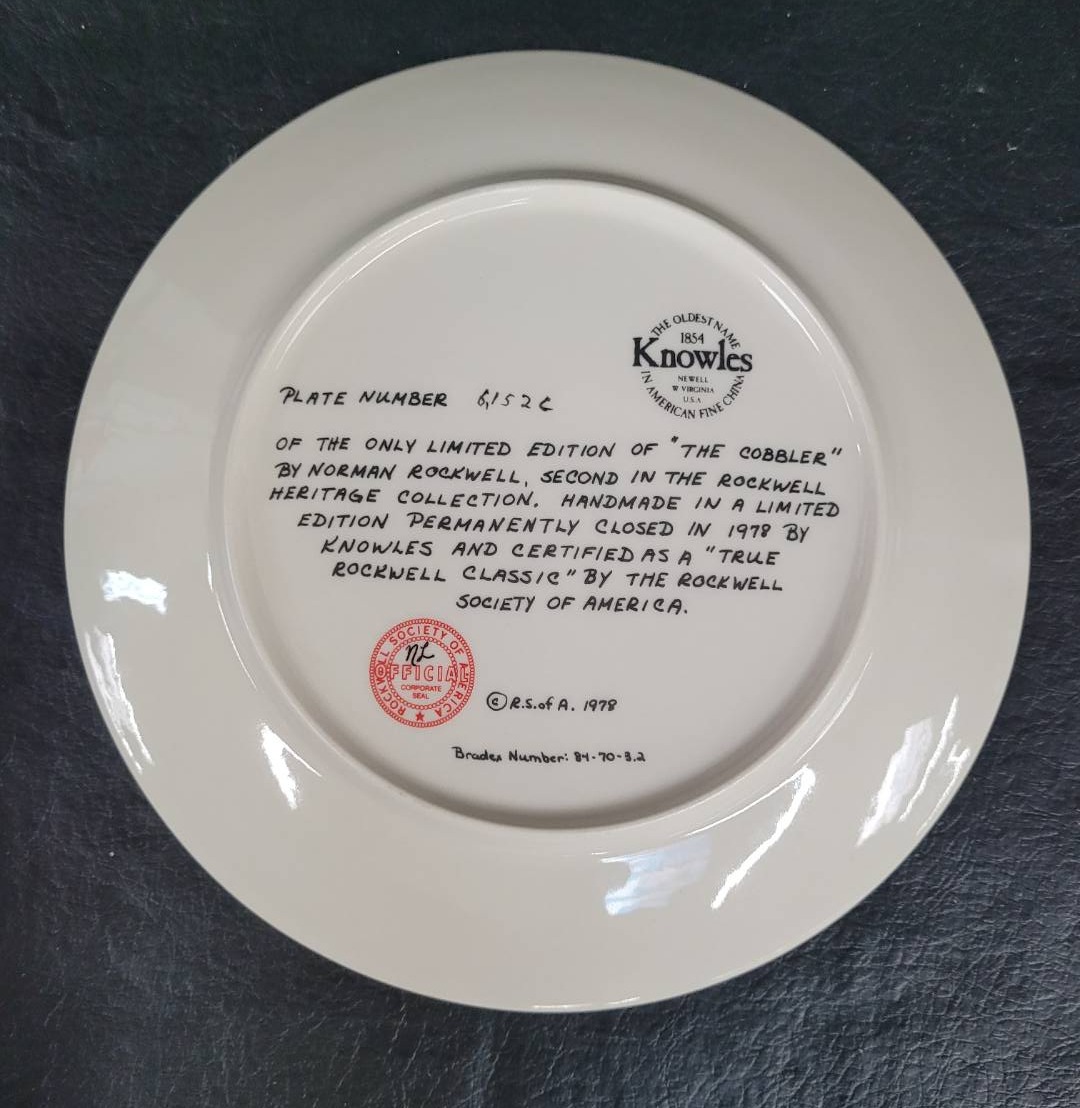 THE OLDEST NAME
1854
Knowles
NEWELL
W VIRGINIA
U.S.A
IN AMERICAN FINE CHINA
PLATE NUMBER 6,152C
OF THE ONLY LIMITED EDITION OF "THE COBBLER"
BY NORMAN ROCKWELL, SECOND IN THE ROCKWELL
HERITAGE COLLECTION. HANDMADE IN A LIMITED
EDITION PERMANENTLY CLOSED IN 1978 BY
KNOWLES AND CERTIFIED AS A "TRUE
ROCKWELL CLASSIC" BY THE ROCKWELL
SOCIETY OF AMERICA.
ROCKWELL SOCIETY OF AMERICA
NL
OFFICIAL
CORPORATE
SEAL
© R.S.of A. 1978
Bradex Number: 84-70-3.2